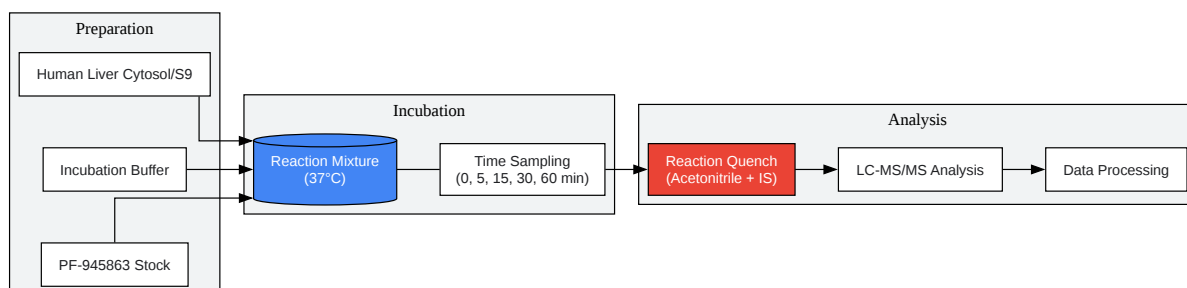 Preparation
Human Liver Cytosol/S9
Incubation Buffer
PF-945863 Stock
Incubation
Reaction Mixture
(37°C)
Time Sampling
(0, 5, 15, 30, 60 min)
Analysis
Reaction Quench
(Acetonitrile + IS)
LC-MS/MS Analysis
Data Processing